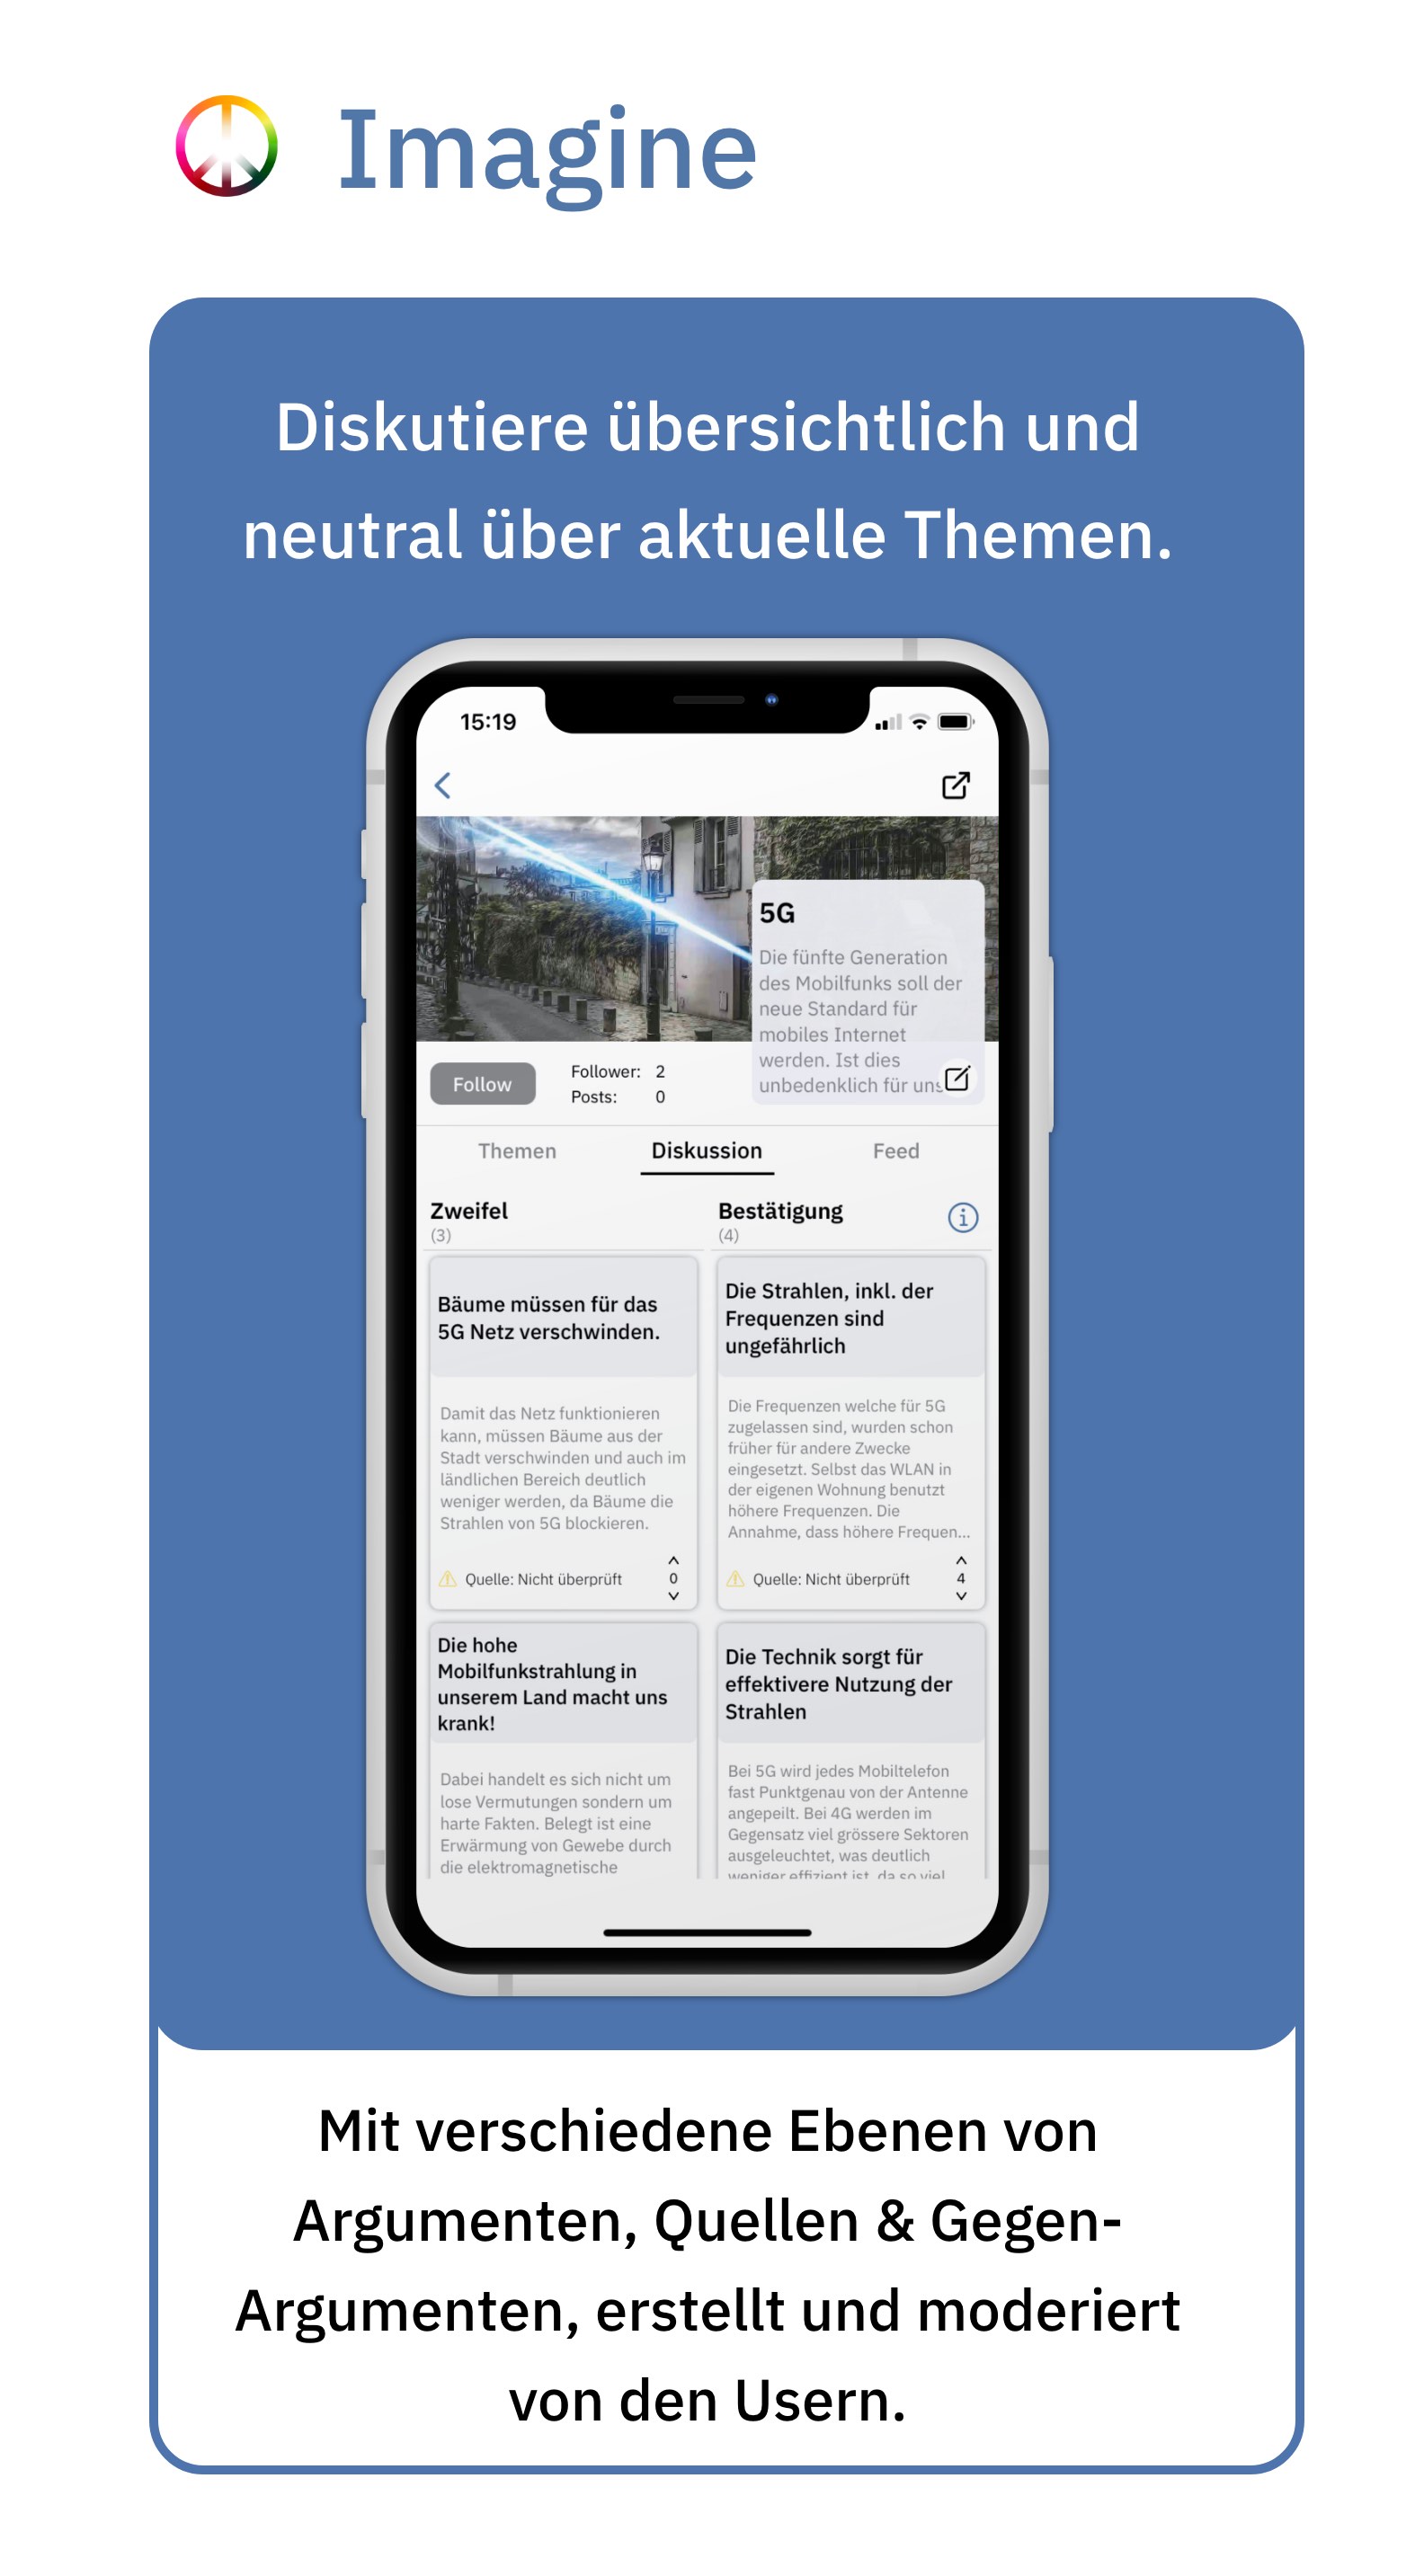 Imagine
Diskutiere übersichtlich und
neutral über aktuelle Themen.
15:19
5G
Die fünfte Generation
des Mobilfunks soll der
neue Standard für
mobiles Internet
werden. Ist dies
unbedenklich für uns
Follow
Follower: 2
Posts: 0
Themen
Diskussion
Feed
Zweifel
(3)
Bäume müssen für das
5G Netz verschwinden.
Damit das Netz funktionieren
kann, müssen Bäume aus der
Stadt verschwinden und auch im
ländlichen Bereich deutlich
weniger werden, da Bäume die
Strahlen von 5G blockieren.
Quelle: Nicht überprüft
0
Die hohe
Mobilfunkstrahlung in
unserem Land macht uns
krank!
Dabei handelt es sich nicht um
lose Vermutungen sondern um
harte Fakten. Belegt ist eine
Erwärmung von Gewebe durch
die elektromagnetische
Bestätigung
(4)
Die Strahlen, inkl. der
Frequenzen sind
ungefährlich
Die Frequenzen welche für 5G
zugelassen sind, wurden schon
früher für andere Zwecke
eingesetzt. Selbst das WLAN in
der eigenen Wohnung benutzt
höhere Frequenzen. Die
Annahme, dass höhere Frequen...
Quelle: Nicht überprüft
4
Die Technik sorgt für
effektivere Nutzung der
Strahlen
Bei 5G wird jedes Mobiltelefon
fast Punktgenau von der Antenne
angepeilt. Bei 4G werden im
Gegensatz viel grössere Sektoren
ausgeleuchtet, was deutlich
weniger effizient ist, da so viel
Mit verschiedene Ebenen von
Argumenten, Quellen & Gegen-
Argumenten, erstellt und moderiert
von den Usern.